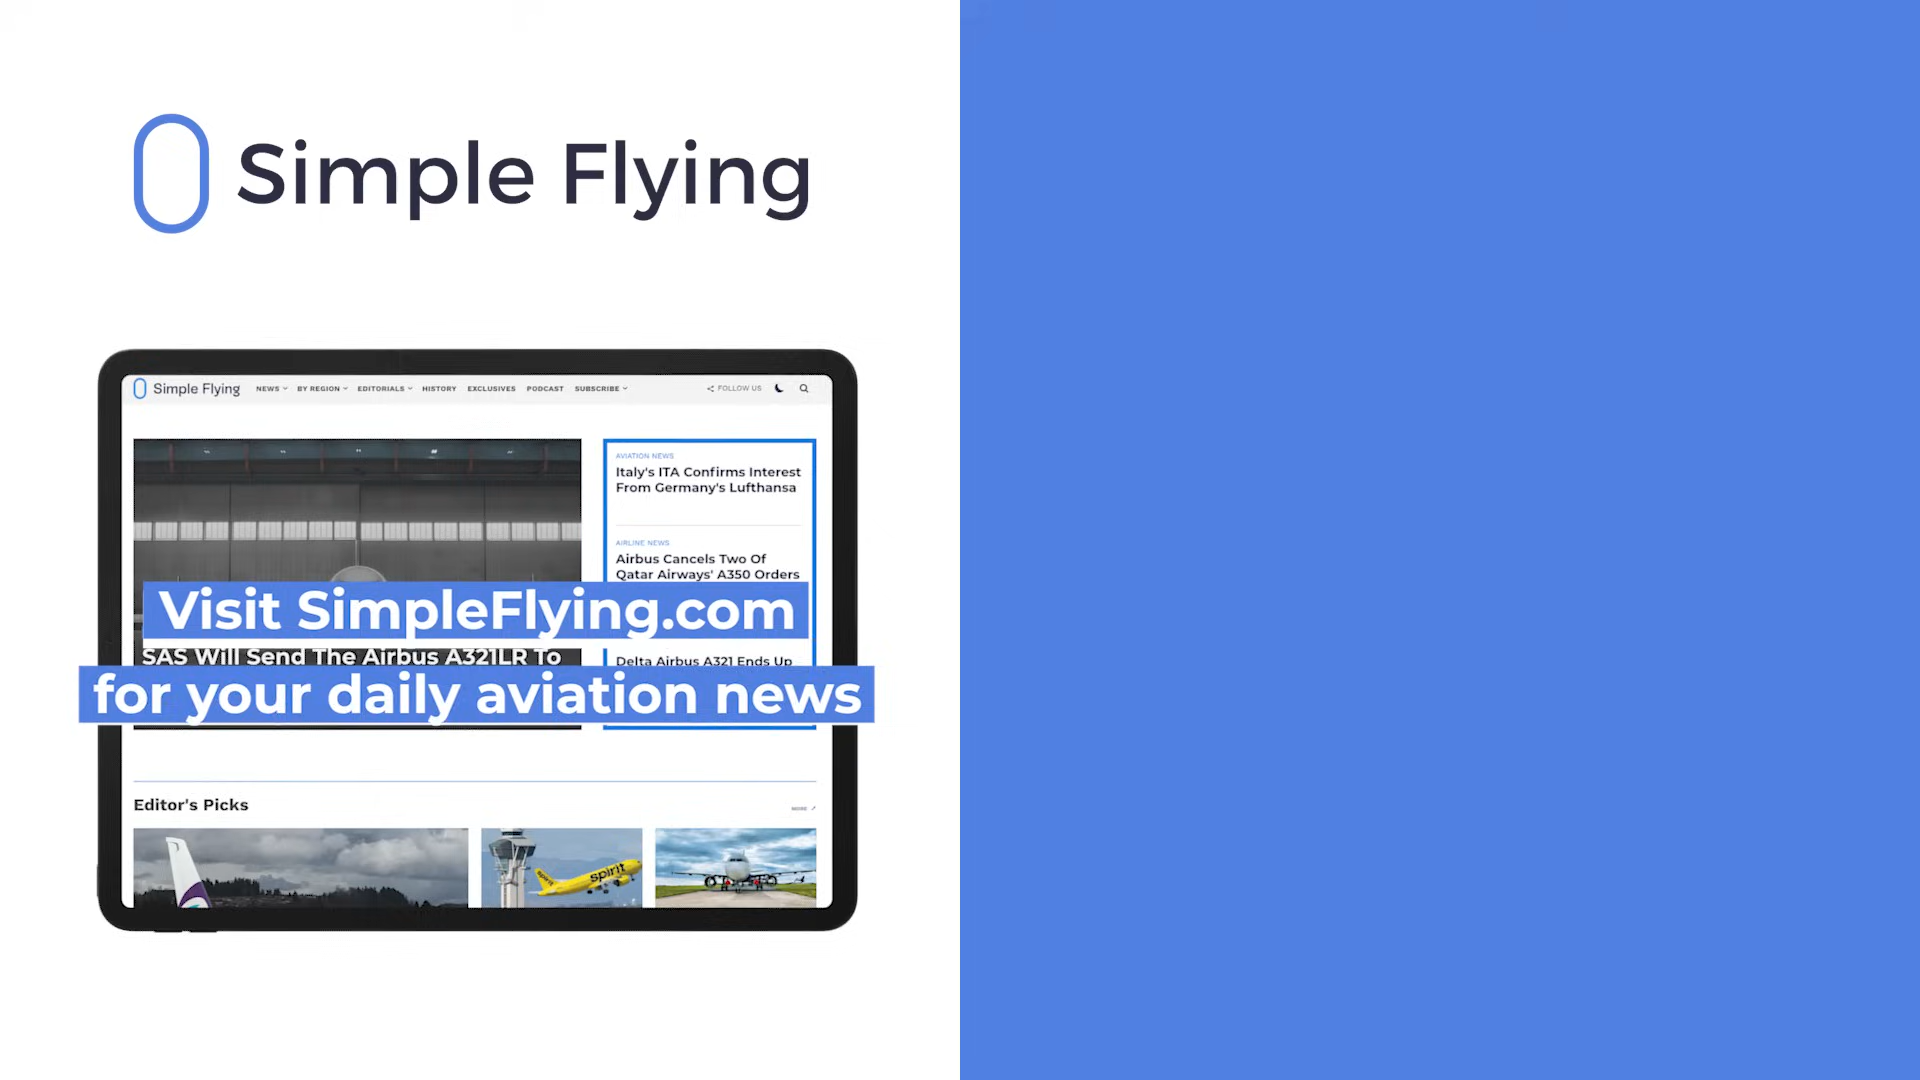 Simple Flying
Simple Flying
NEWS BY REGION EDITORIALS HISTORY EXCLUSIVES PODCAST SUBSCRIBE FOLLOW US
AVIATION NEWS
Italy's ITA Confirms Interest
From Germany's Lufthansa
AIRLINE NEWS
Airbus Cancels Two Of
Qatar Airways' A350 Orders
Visit SimpleFlying.com
SAS Will Send The Airbus A321LR To
Delta Airbus A321 Ends Up
for your daily aviation news
Editor's Picks
MORE
spirit
spirit